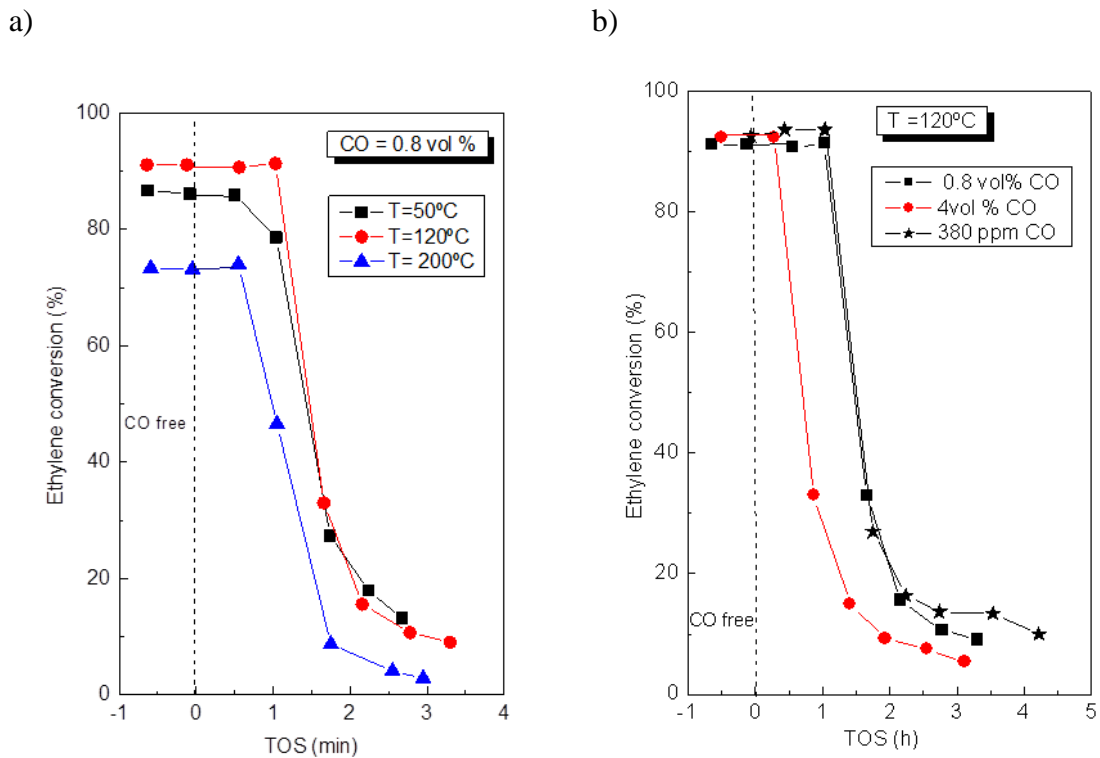 a)
CO = 0.8 vol %
T=50ºC
T=120ºC
T= 200ºC
CO free
Ethylene conversion (%)
100
80
60
40
20
0
-1
0
1
2
3
4
TOS (min)
b)
T =120ºC
0.8 vol% CO
4vol % CO
380 ppm CO
CO free
Ethylene conversion (%)
100
80
60
40
20
0
-1
0
1
2
3
4
5
TOS (h)